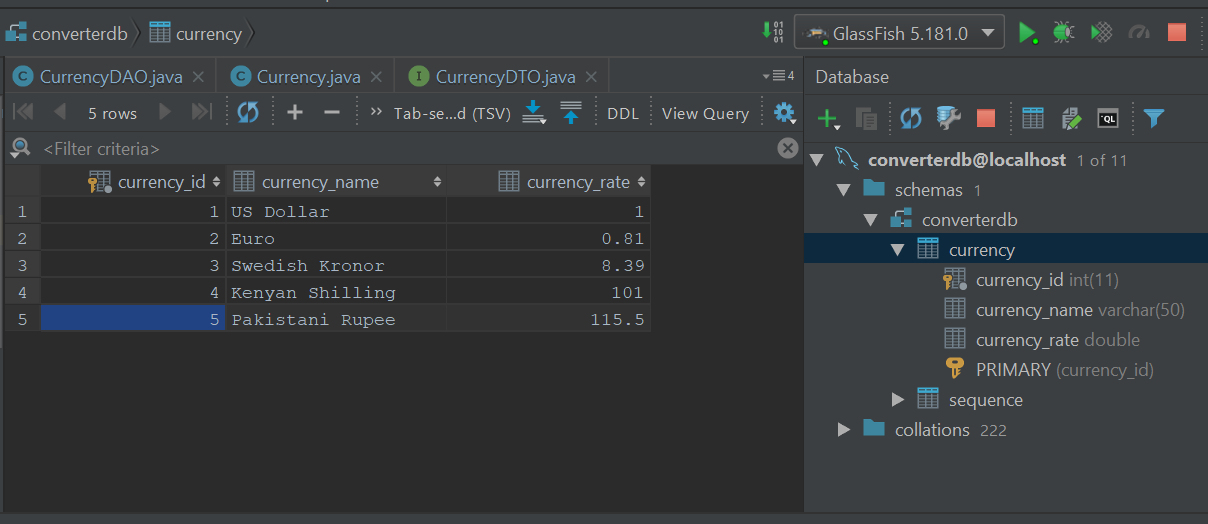 converterdb currency GlassFish 5.181.0
CurrencyDAO.java Currency.java CurrencyDTO.java 4
5 rows Tab-se...d (TSV) DDL View Query
<Filter criteria>
currency_id currency_name currency_rate
1 1 US Dollar 1
2 2 Euro 0.81
3 3 Swedish Kronor 8.39
4 4 Kenyan Shilling 101
5 5 Pakistani Rupee 115.5
Database
converterdb@localhost 1 of 11
schemas 1
converterdb
currency
currency_id int(11)
currency_name varchar(50)
currency_rate double
PRIMARY (currency_id)
sequence
collations 222